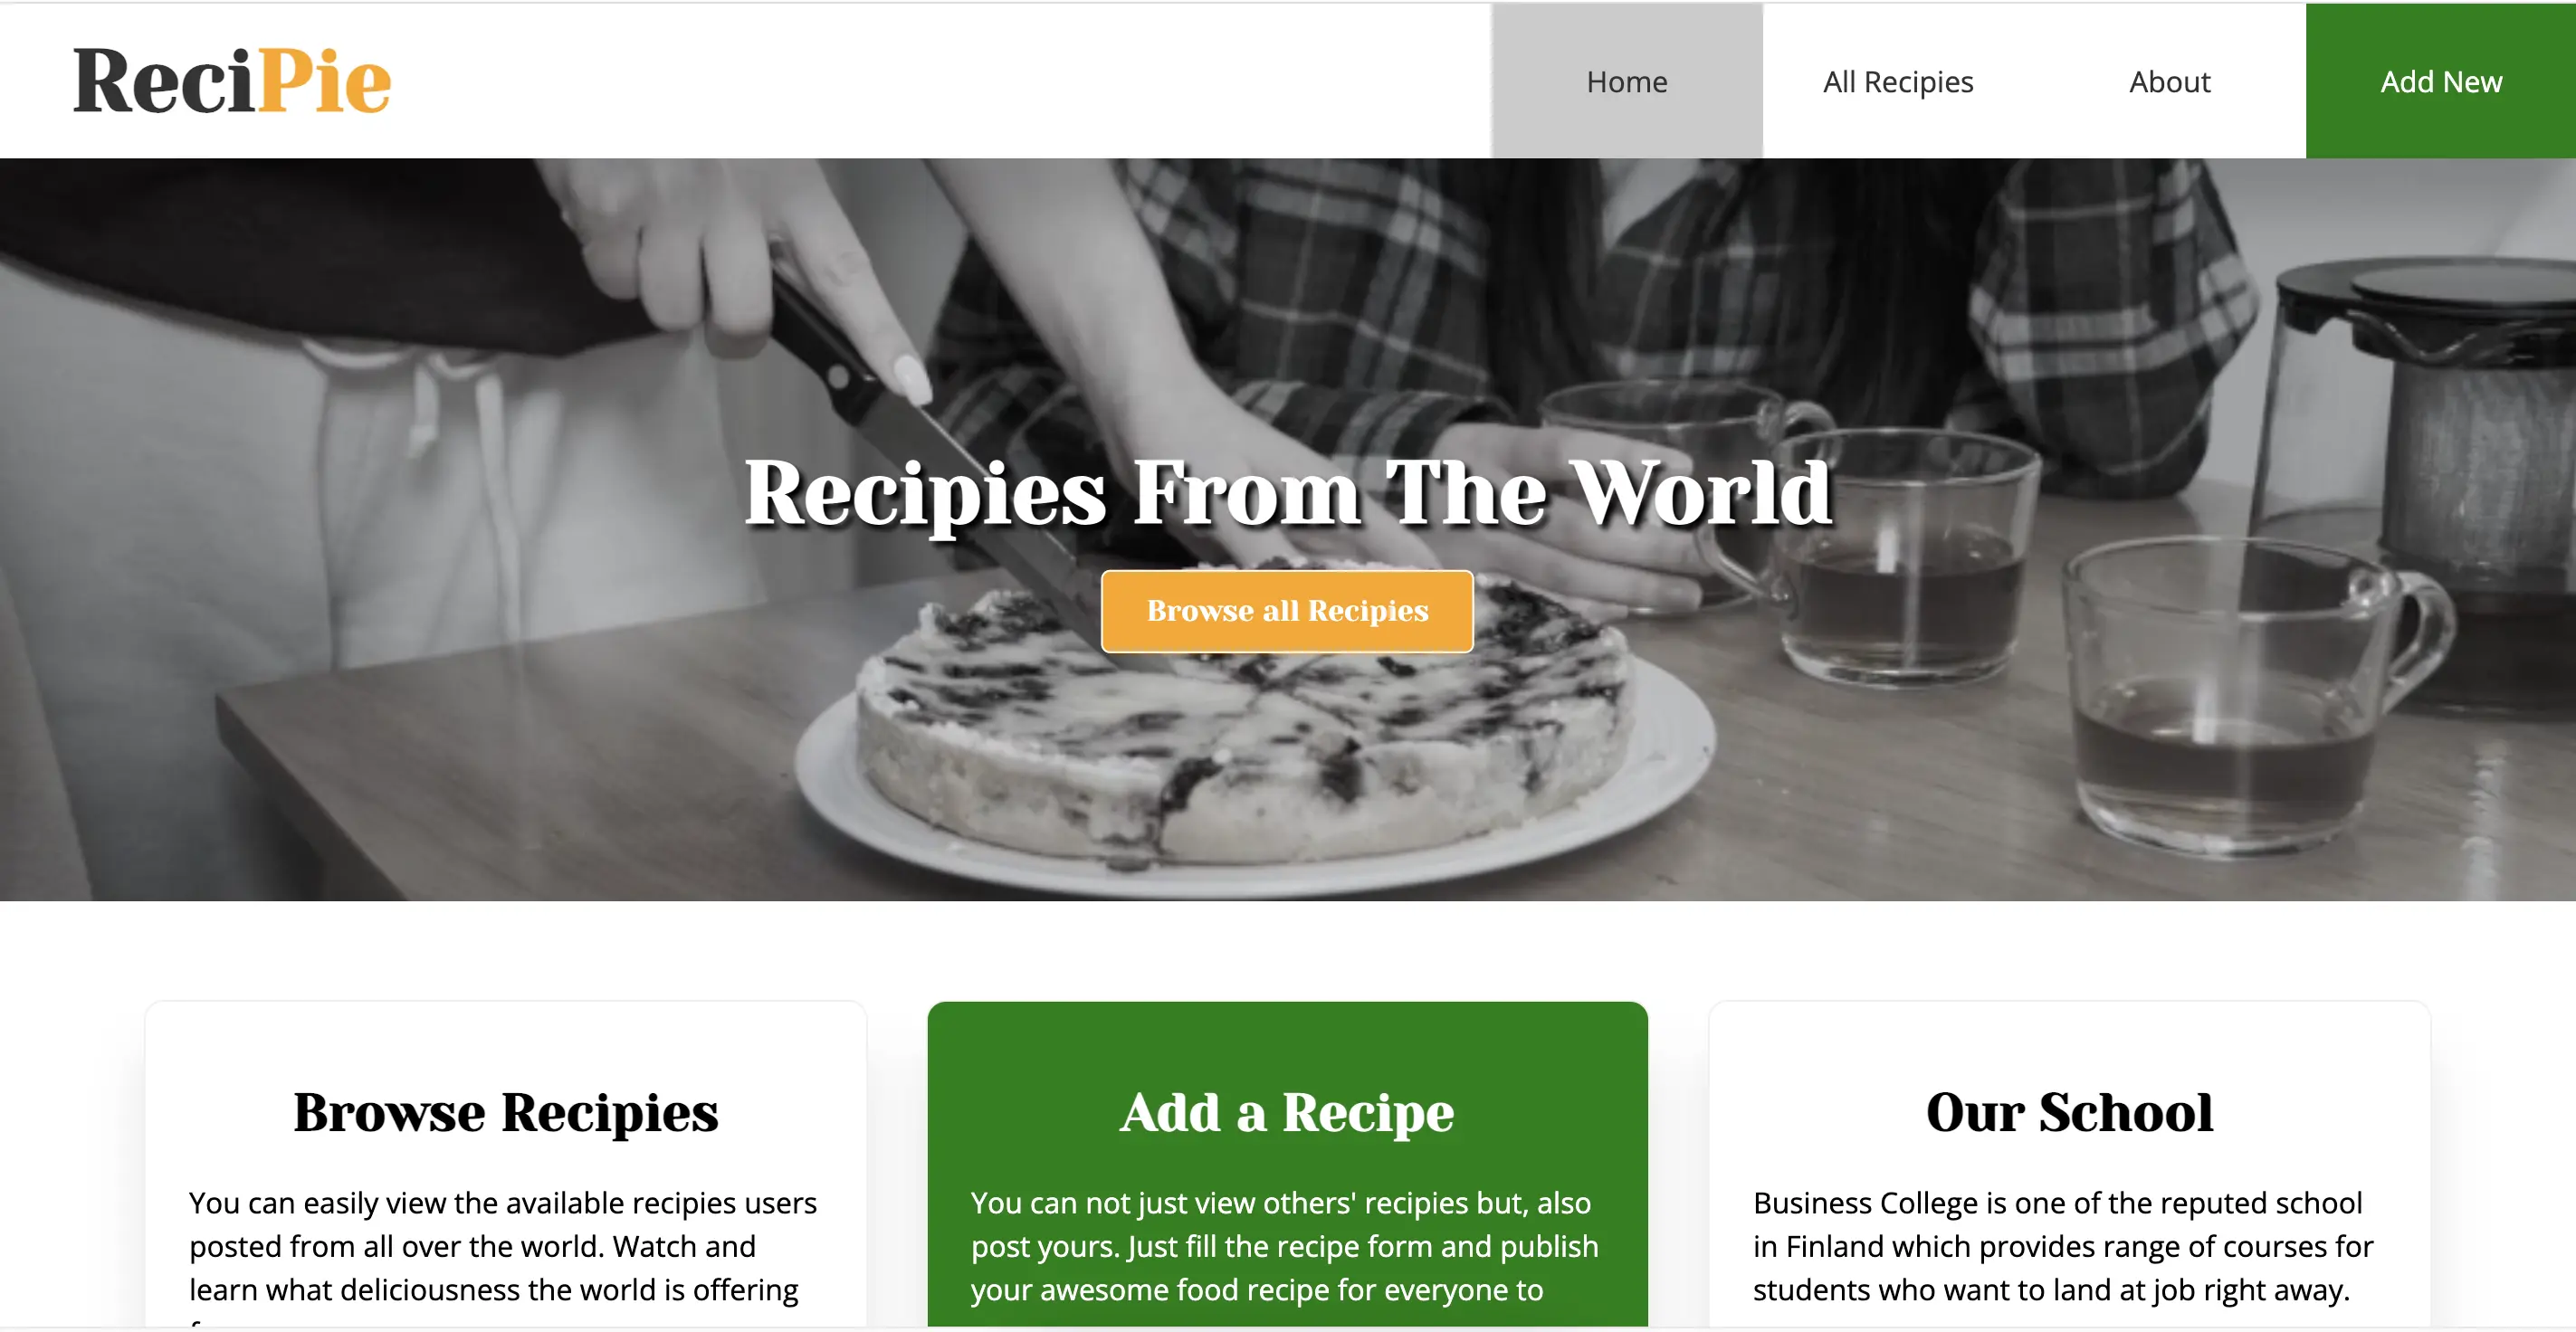 ReciPie
Home
All Recipies
About
Add New
Recipies From The World
Browse all Recipies
Browse Recipies
You can easily view the available recipies users
posted from all over the world. Watch and
learn what deliciousness the world is offering
Add a Recipe
You can not just view others' recipies but, also
post yours. Just fill the recipe form and publish
your awesome food recipe for everyone to
Our School
Business College is one of the reputed school
in Finland which provides range of courses for
students who want to land at job right away.